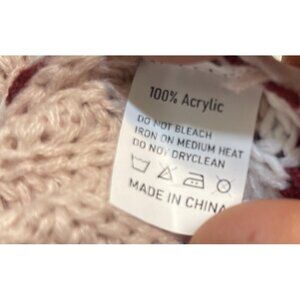 100% Acrylic
DO NOT BLEACH
IRON ON MEDIUM HEAT
DO NOT DRYCLEAN
MADE IN CHINA